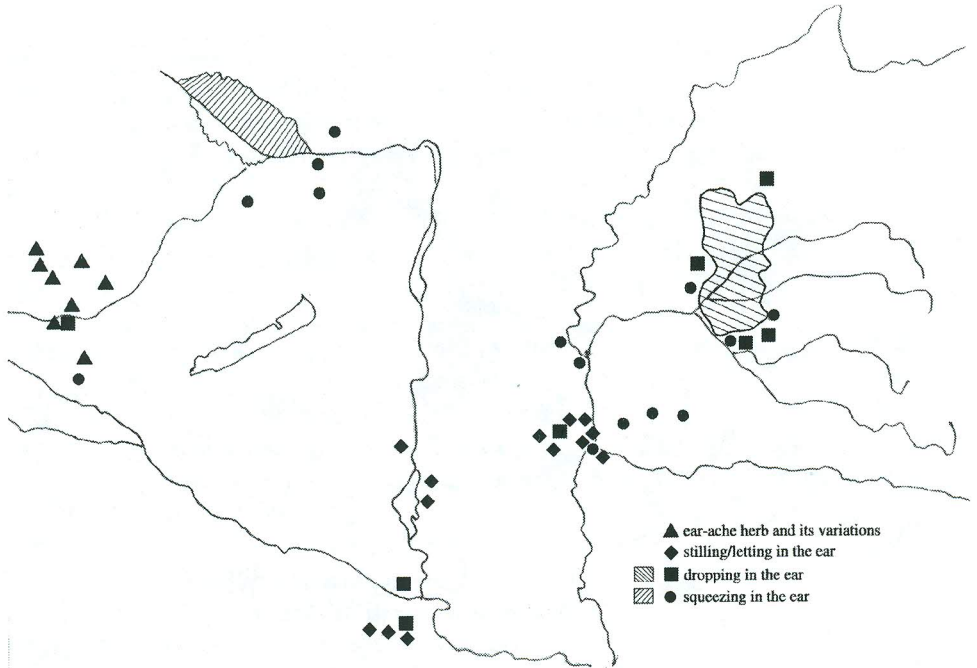 ear-ache herb and its variations
stilling/letting in the ear
dropping in the ear
squeezing in the ear